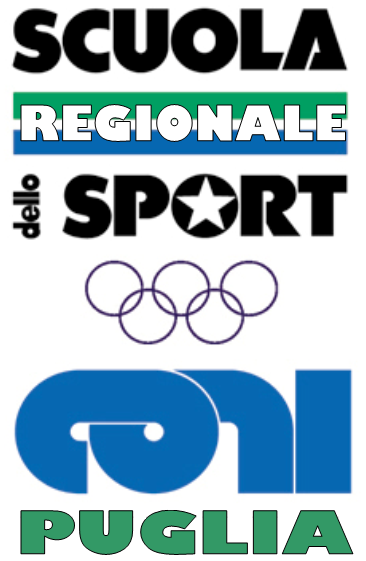 SCUOLA
REGIONALE
dello SPORT
CONI
PUGLIA